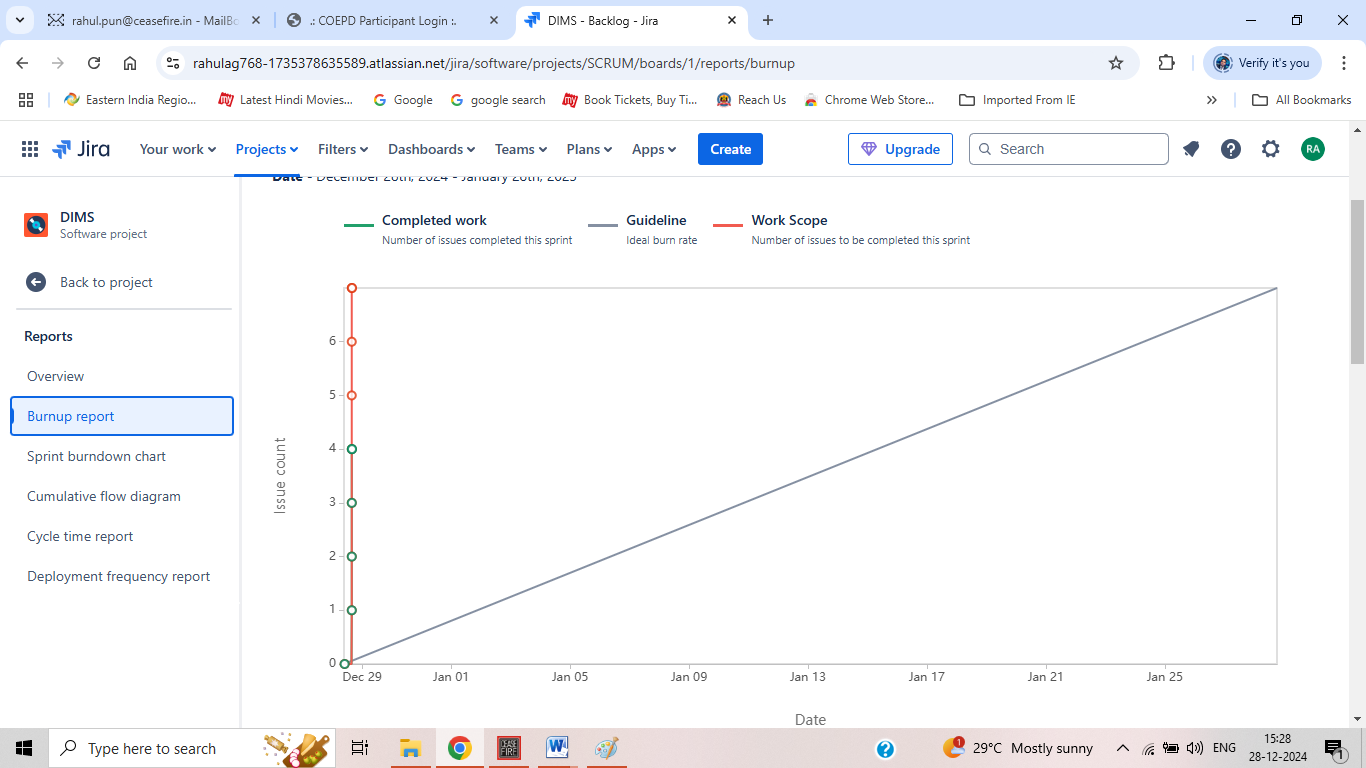 rahul.pun@ceasefire.in - MailBo
.: COEPD Participant Login :.
DIMS - Backlog - Jira
rahulag768-1735378635589.atlassian.net/jira/software/projects/SCRUM/boards/1/reports/burnup
Verify it's you
Eastern India Regio...
Latest Hindi Movies...
Google
google search
Book Tickets, Buy Ti...
Reach Us
Chrome Web Store...
Imported From IE
All Bookmarks
Jira
Your work
Projects
Filters
Dashboards
Teams
Plans
Apps
Create
Upgrade
Search
RA
DIMS
Software project
Back to project
Reports
Overview
Burnup report
Sprint burndown chart
Cumulative flow diagram
Cycle time report
Deployment frequency report
Completed work
Number of issues completed this sprint
Guideline
Ideal burn rate
Work Scope
Number of issues to be completed this sprint
Issue count
6
5
4
3
2
1
0
Dec 29
Jan 01
Jan 05
Jan 09
Jan 13
Jan 17
Jan 21
Jan 25
Date
Type here to search
CEASE FIRE
1
29°C Mostly sunny
ENG
15:28
28-12-2024
1